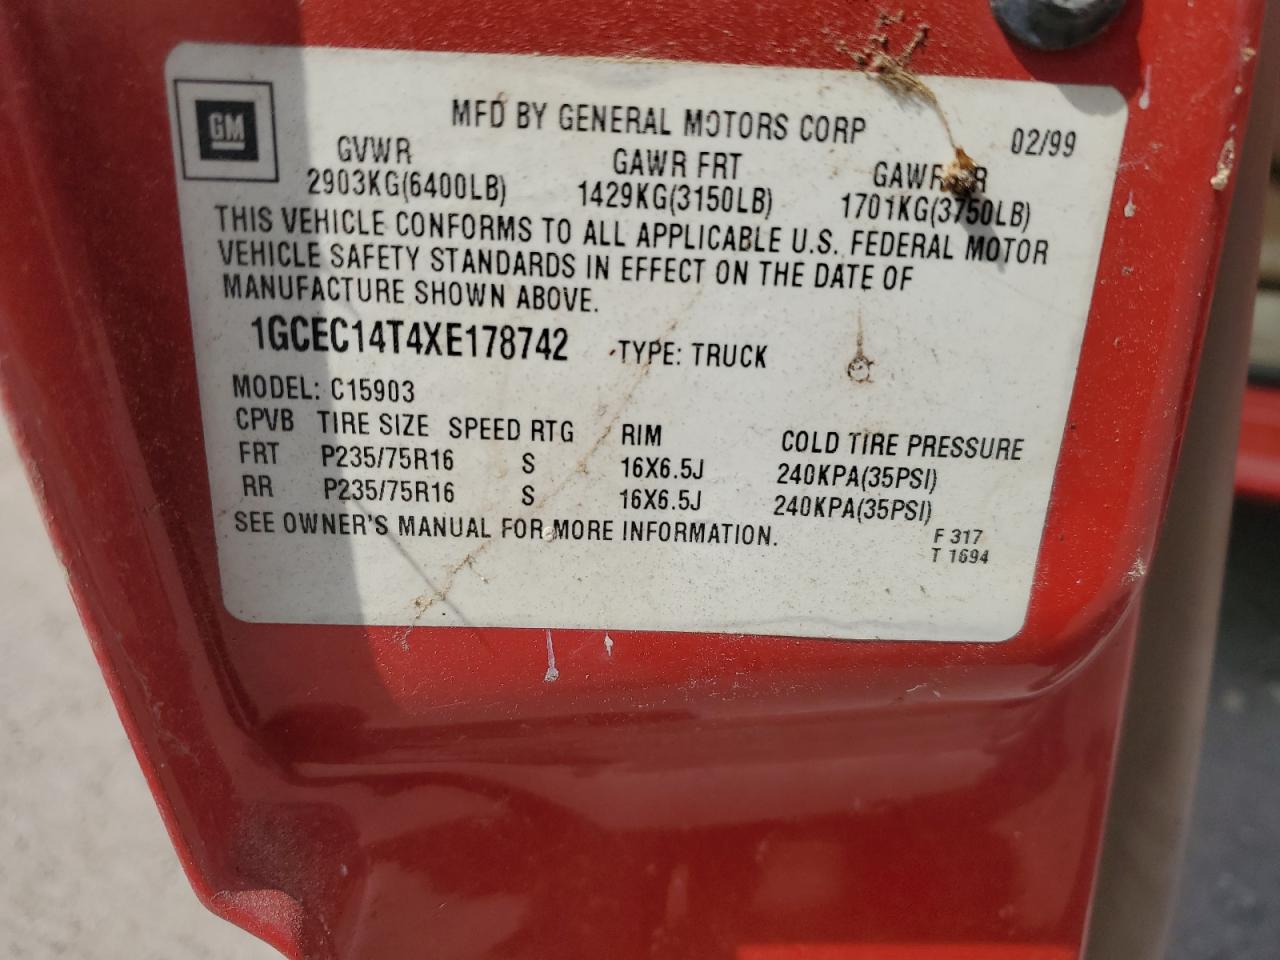 GM
MFD BY GENERAL MOTORS CORP 02/99
GVWR GAWR FRT GAWR RR
2903KG(6400LB) 1429KG(3150LB) 1701KG(3750LB)
THIS VEHICLE CONFORMS TO ALL APPLICABLE U.S. FEDERAL MOTOR
VEHICLE SAFETY STANDARDS IN EFFECT ON THE DATE OF
MANUFACTURE SHOWN ABOVE.
1GCEC14T4XE178742 TYPE: TRUCK
MODEL: C15903
CPVB TIRE SIZE SPEED RTG RIM COLD TIRE PRESSURE
FRT P235/75R16 S 16X6.5J 240KPA(35PSI)
RR P235/75R16 S 16X6.5J 240KPA(35PSI)
SEE OWNER'S MANUAL FOR MORE INFORMATION.
F 317
T 1694